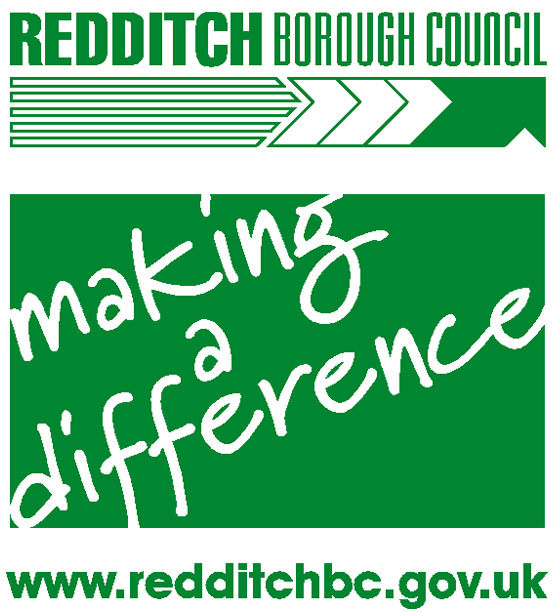 REDDITCH BOROUGH COUNCIL
making
a
difference
www.redditchbc.gov.uk